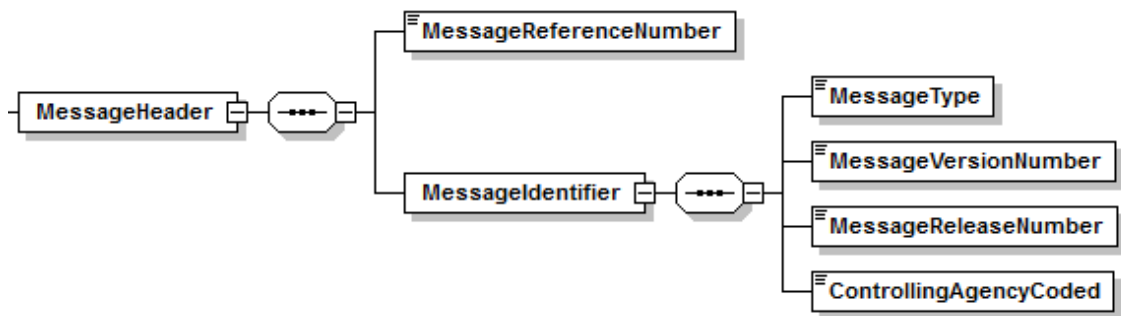 MessageReferenceNumber
MessageType
MessageHeader
MessageVersionNumber
MessageIdentifier
MessageReleaseNumber
ControllingAgencyCoded